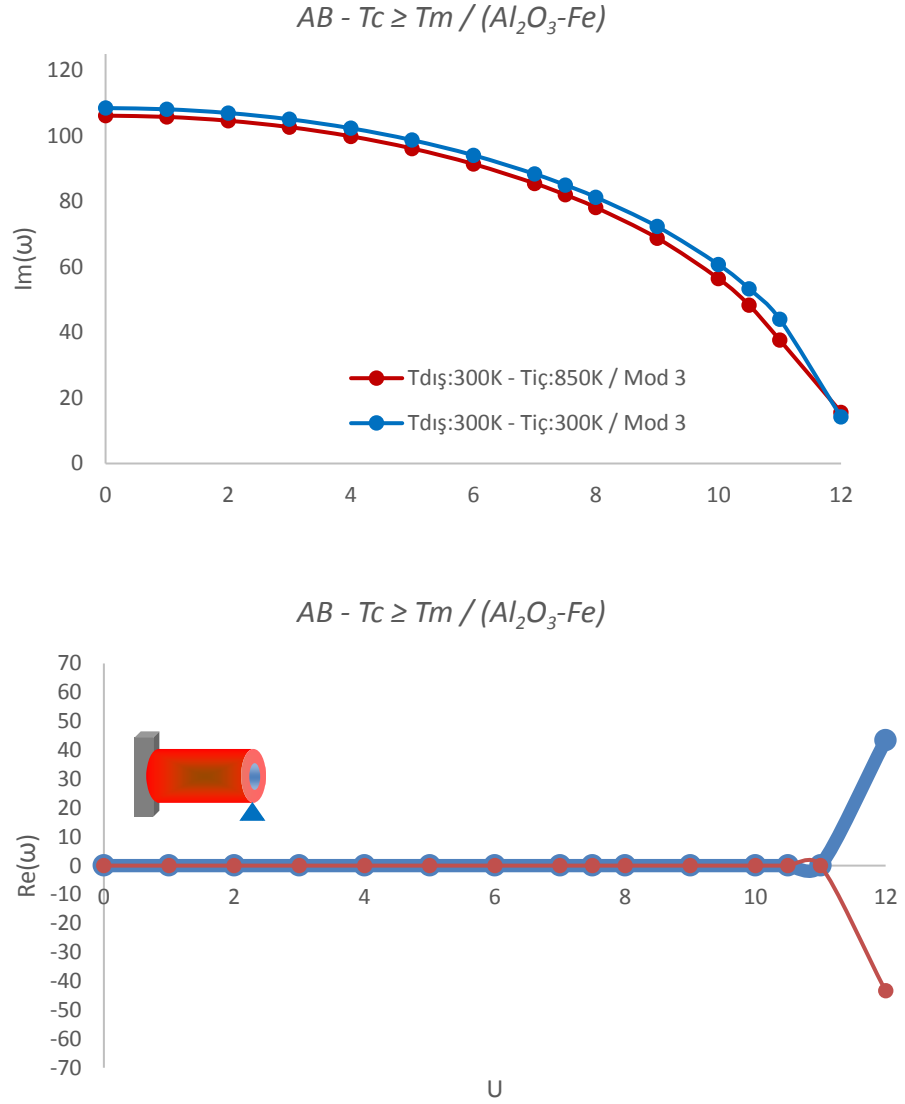 AB - Tc ≥ Tm / (Al₂O₃-Fe)
120
100
80
60
40
20
0
Im(ω)
Tdış:300K - Tiç:850K / Mod 3
Tdış:300K - Tiç:300K / Mod 3
0 2 4 6 8 10 12
AB - Tc ≥ Tm / (Al₂O₃-Fe)
70
60
50
40
30
20
10
0
-10
-20
-30
-40
-50
-60
-70
Re(ω)
0 2 4 6 8 10 12
U